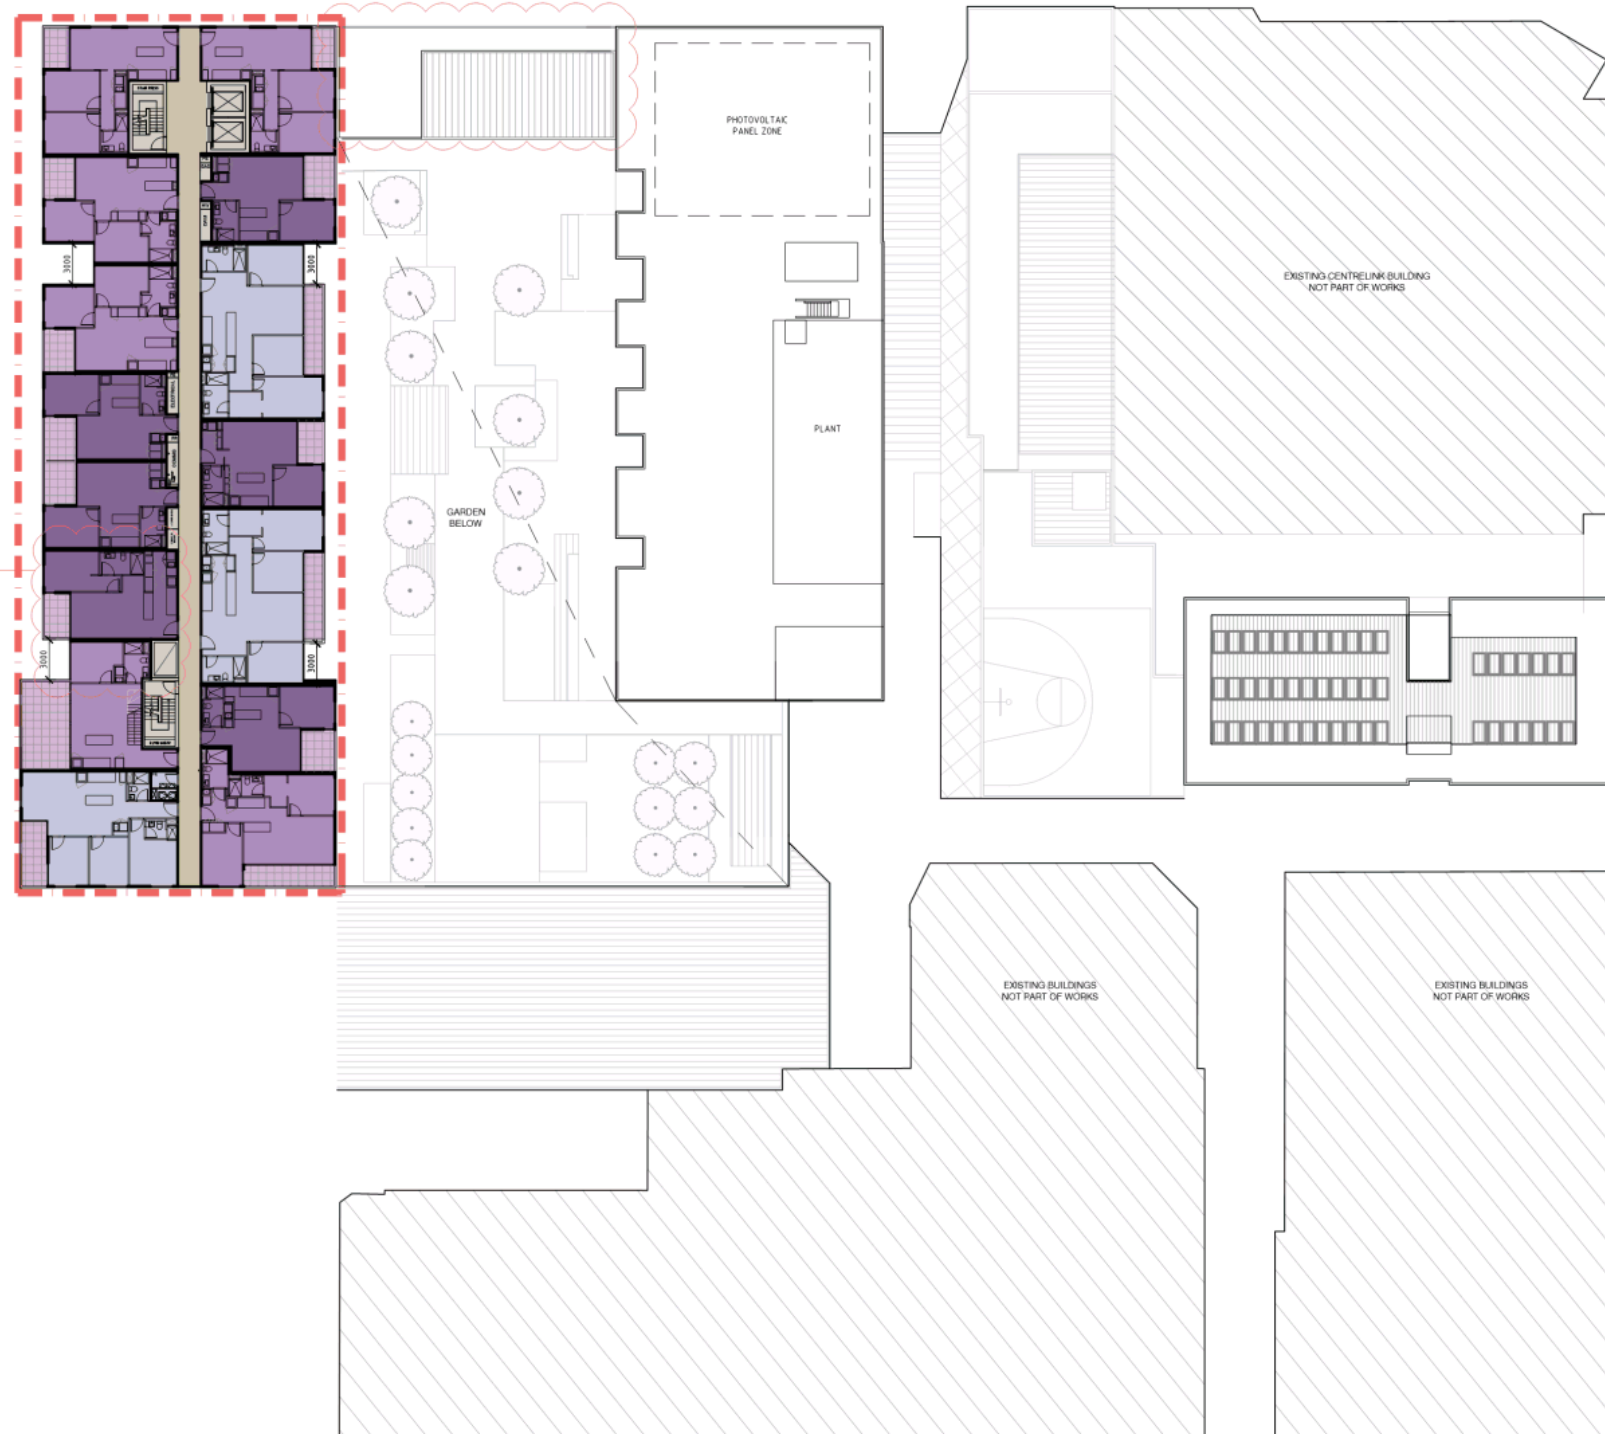 PHOTOVOLTAIC
PANEL ZONE
3000
3000
EXISTING CENTRELINK BUILDING
NOT PART OF WORKS
PLANT
GARDEN
BELOW
3000
3000
EXISTING BUILDINGS
NOT PART OF WORKS
EXISTING BUILDINGS
NOT PART OF WORKS